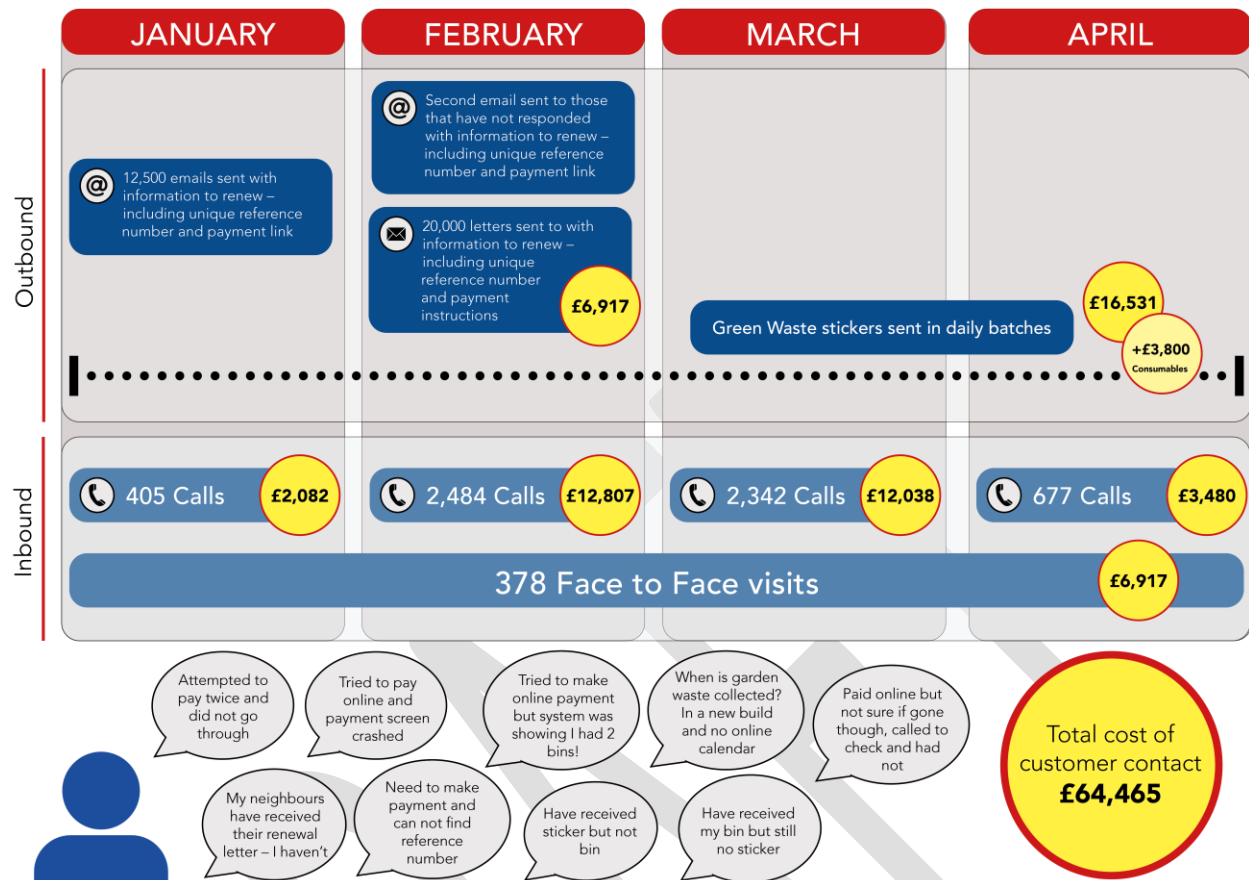 JANUARY
FEBRUARY
MARCH
APRIL
Outbound
@
12,500 emails sent with
information to renew –
including unique reference
number and payment link
@
Second email sent to those
that have not responded
with information to renew –
including unique reference
number and payment link
20,000 letters sent to with
information to renew –
including unique
reference number
and payment
instructions
£6,917
Green Waste stickers sent in daily batches
£16,531
+£3,800
Consumables
Inbound
405 Calls
£2,082
2,484 Calls
£12,807
2,342 Calls
£12,038
677 Calls
£3,480
378 Face to Face visits
£6,917
Attempted to
pay twice and
did not go
through
Tried to pay
online and
payment screen
crashed
Tried to make
online payment
but system was
showing I had 2
bins!
When is garden
waste collected?
In a new build
and no online
calendar
Paid online but
not sure if gone
though, called to
check and had
not
My neighbours
have received
their renewal
letter – I haven't
Need to make
payment and
can not find
reference
number
Have received
sticker but not
bin
Have received
my bin but still
no sticker
Total cost of
customer contact
£64,465